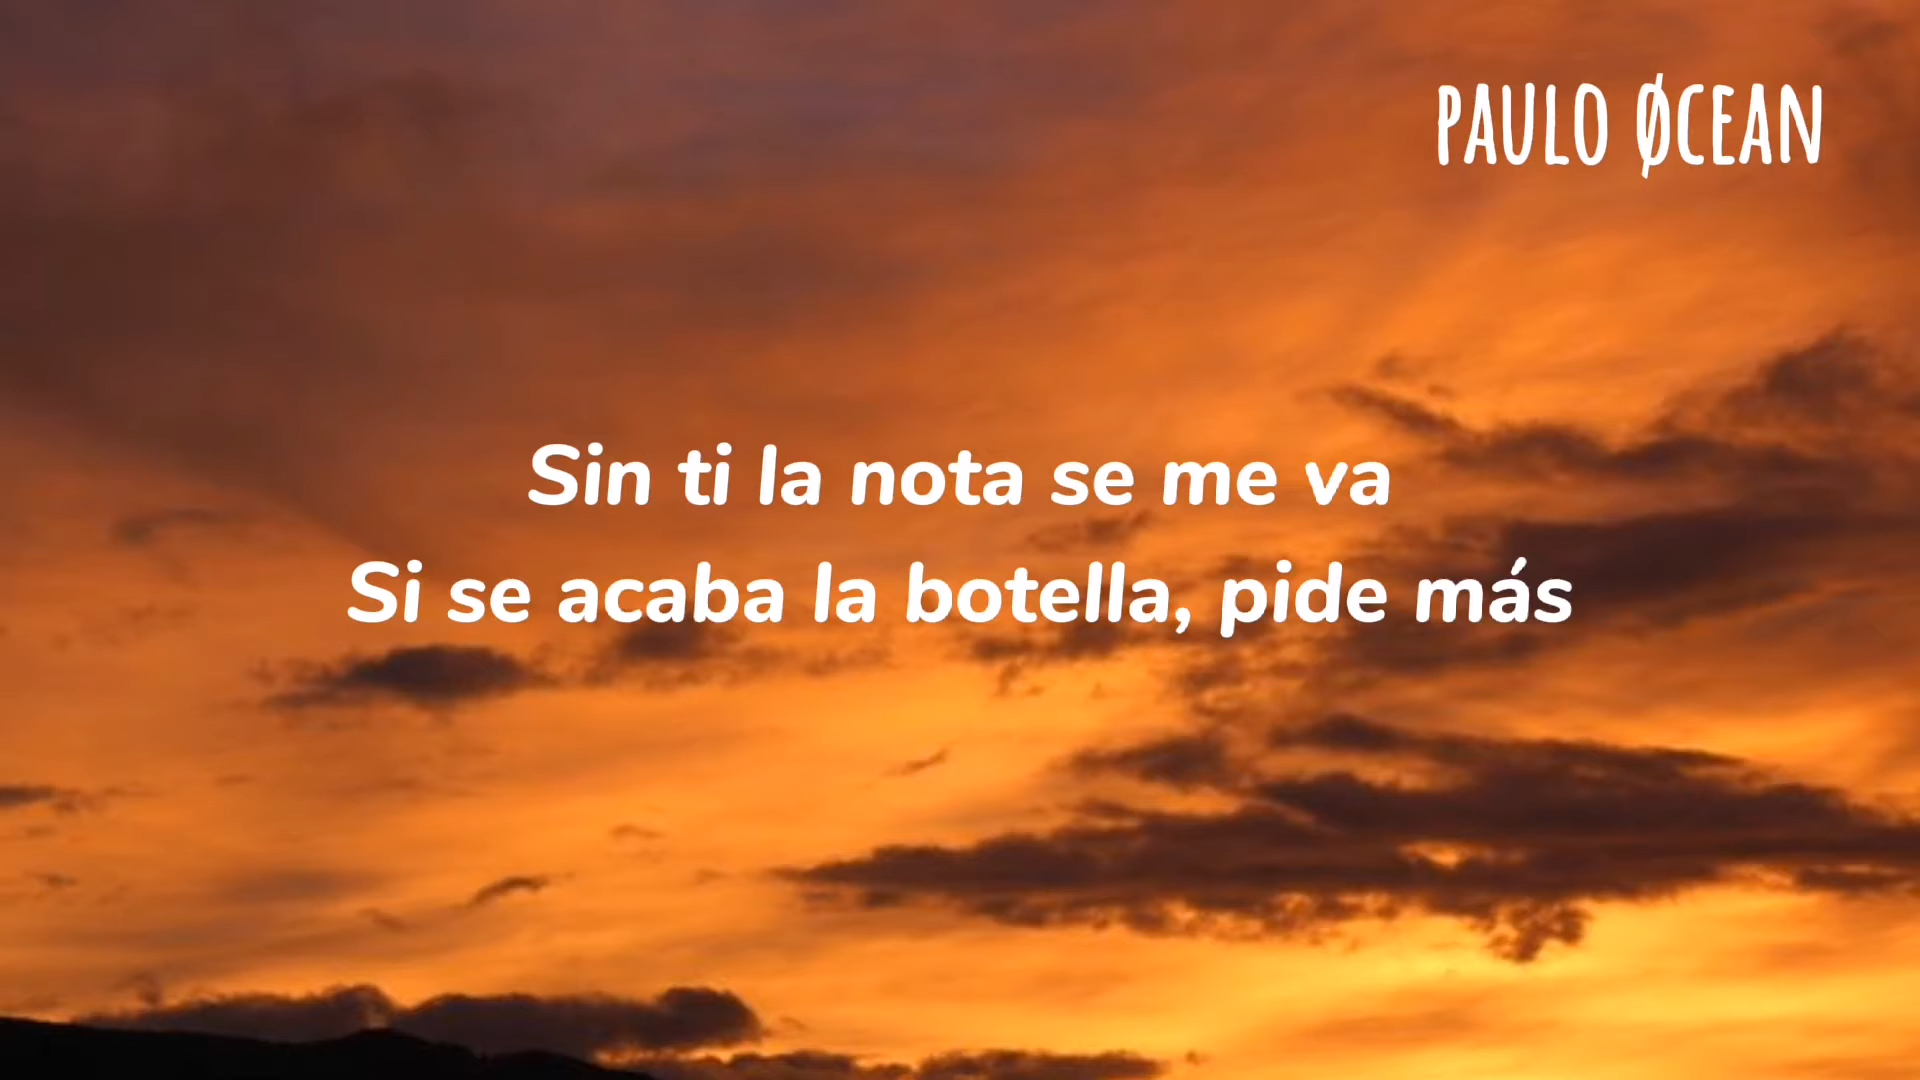 PAULO ØCEAN
Sin ti la nota se me va
Si se acaba la botella, pide más